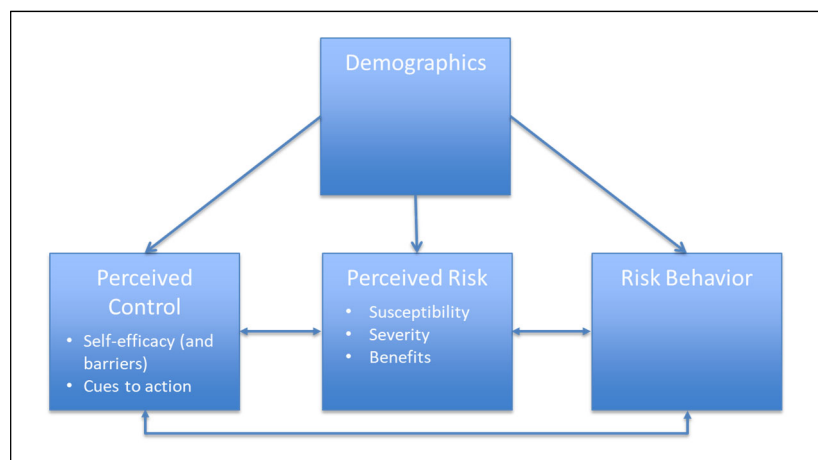 Demographics
Perceived
Control
• Self-efficacy (and
barriers)
• Cues to action
Perceived Risk
• Susceptibility
• Severity
• Benefits
Risk Behavior